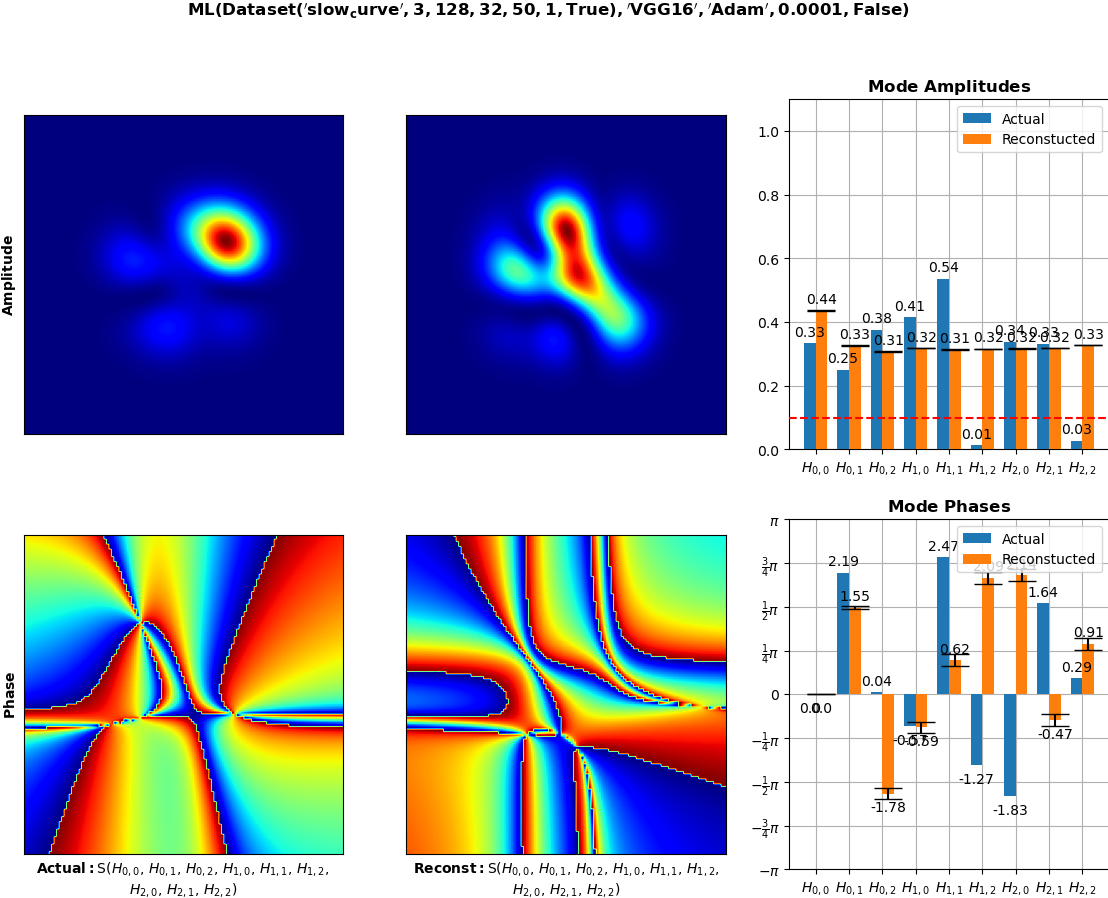 ML(Dataset('slow_curve', 3, 128, 32, 50, 1, True), 'VGG16', 'Adam', 0.0001, False)
Amplitude
Mode Amplitudes
Actual
Reconstucted
1.0
0.8
0.6
0.4
0.2
0.0
0.33
0.44
0.25
0.33
0.38
0.31
0.41
0.32
0.54
0.31
0.01
0.32
0.34
0.32
0.33
0.32
0.03
0.33
H0,0 H0,1 H0,2 H1,0 H1,1 H1,2 H2,0 H2,1 H2,2
Phase
Actual: S(H0,0, H0,1, H0,2, H1,0, H1,1, H1,2,
H2,0, H2,1, H2,2)
Reconst: S(H0,0, H0,1, H0,2, H1,0, H1,1, H1,2,
H2,0, H2,1, H2,2)
Mode Phases
Actual
Reconstucted
π
3/4π
1/2π
1/4π
0
−1/4π
−1/2π
−3/4π
−π
0.0
0.0
2.19
1.55
0.04
-1.78
-0.59
2.47
0.62
-1.27
2.09
-1.83
1.64
-0.47
0.29
0.91
H0,0 H0,1 H0,2 H1,0 H1,1 H1,2 H2,0 H2,1 H2,2